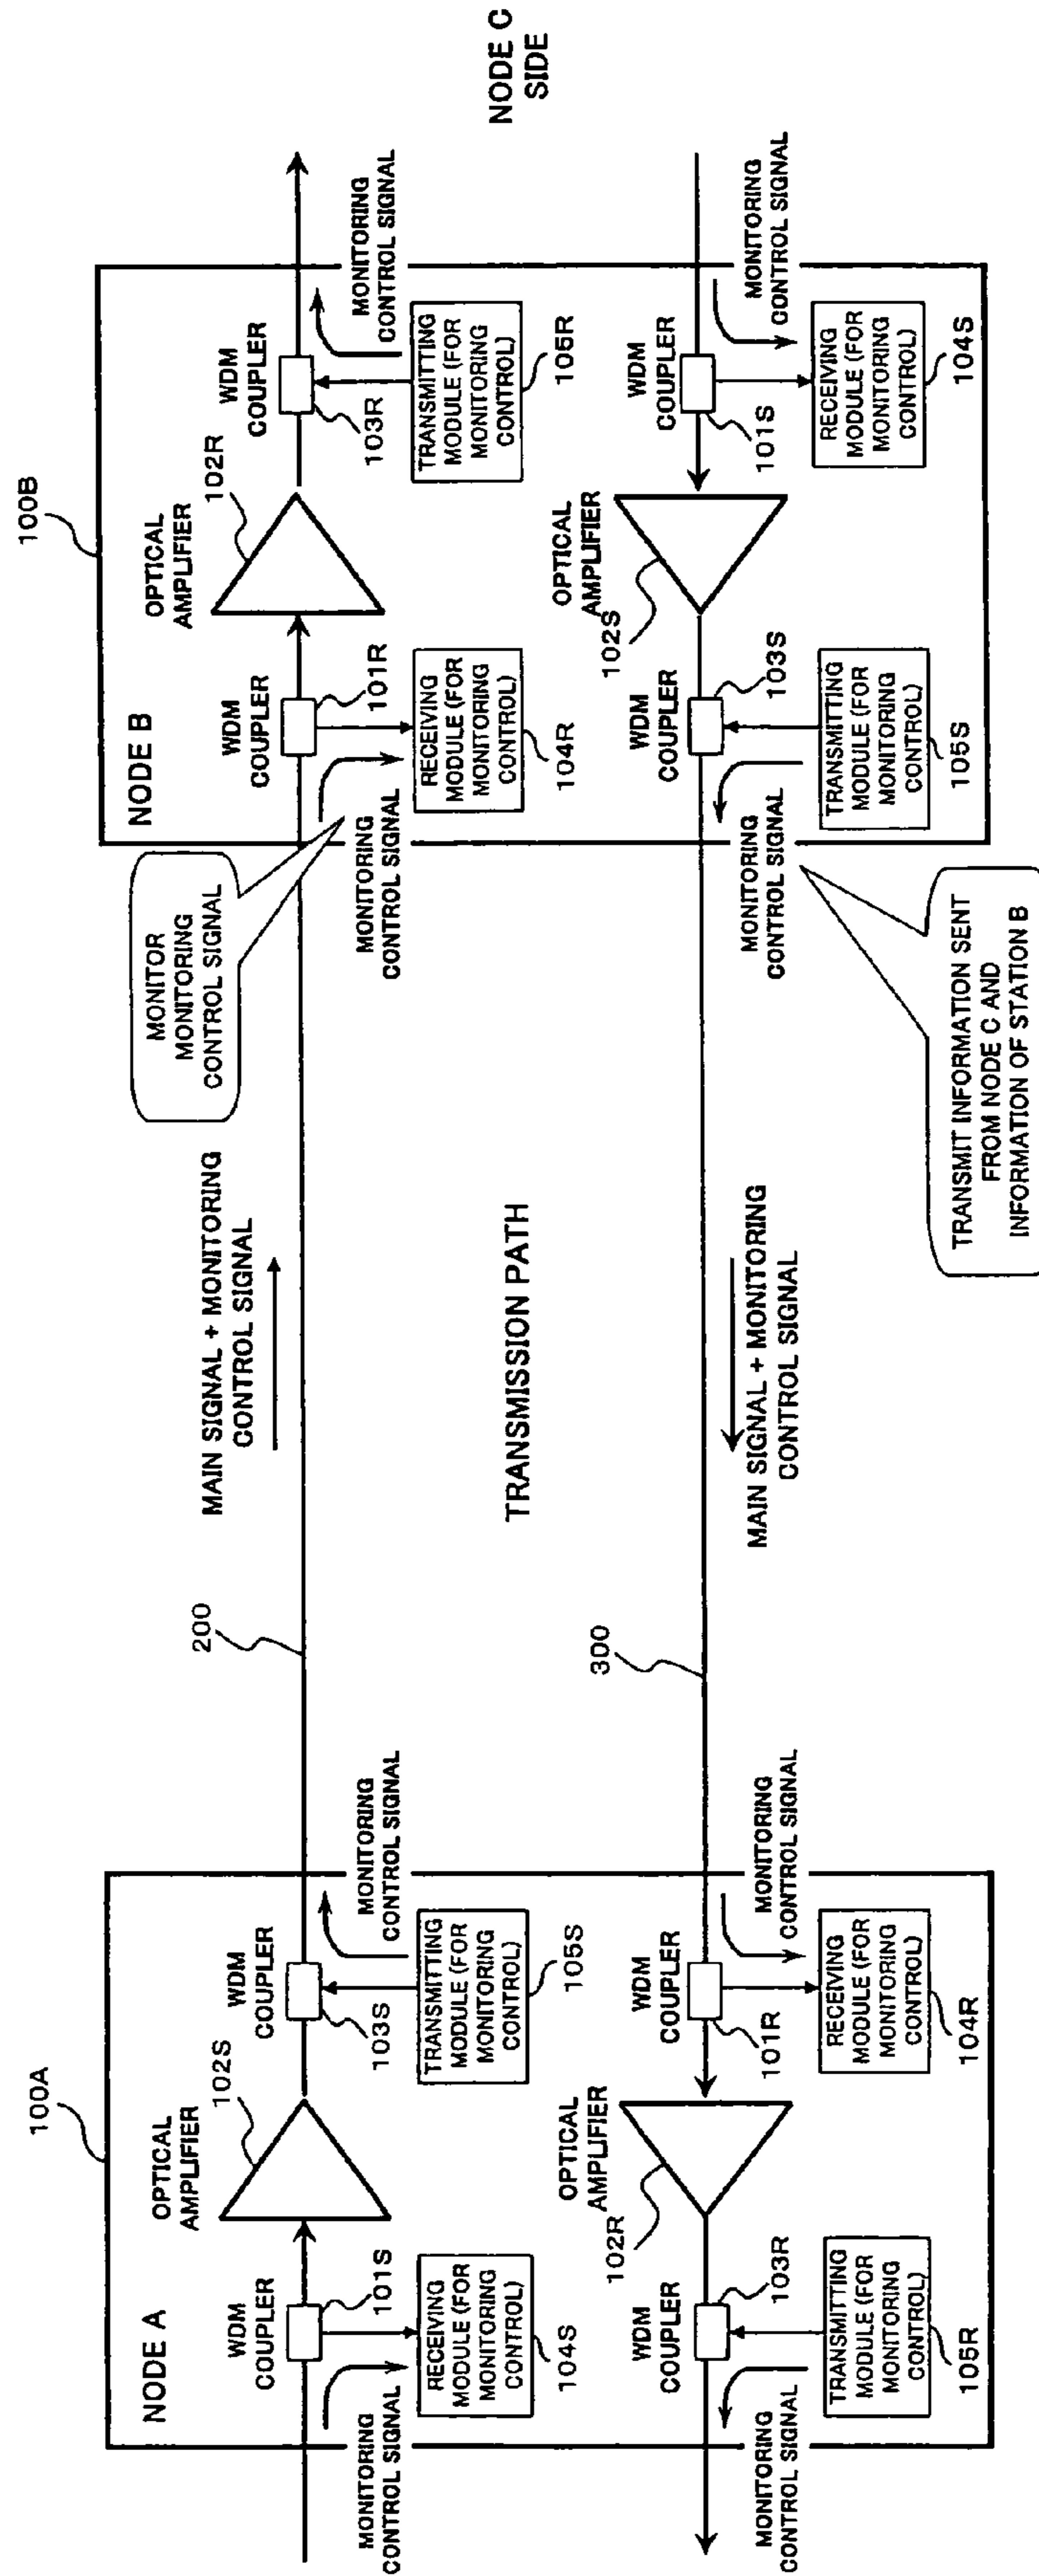 100A
NODE A
WDM
COUPLER
101S
OPTICAL
AMPLIFIER
102S
WDM
COUPLER
103S
MONITORING
CONTROL SIGNAL
RECEIVING
MODULE (FOR
MONITORING
CONTROL)
104S
TRANSMITTING
MODULE (FOR
MONITORING
CONTROL)
105S
MONITORING
CONTROL SIGNAL
WDM
COUPLER
103R
OPTICAL
AMPLIFIER
102R
WDM
COUPLER
101R
MONITORING
CONTROL SIGNAL
TRANSMITTING
MODULE (FOR
MONITORING
CONTROL)
105R
RECEIVING
MODULE (FOR
MONITORING
CONTROL)
104R
MONITORING
CONTROL SIGNAL
200
MAIN SIGNAL + MONITORING
CONTROL SIGNAL
TRANSMISSION PATH
300
MAIN SIGNAL + MONITORING
CONTROL SIGNAL
MONITOR
MONITORING
CONTROL SIGNAL
TRANSMIT INFORMATION SENT
FROM NODE C AND
INFORMATION OF STATION B
100B
NODE B
WDM
COUPLER
101R
OPTICAL
AMPLIFIER
102R
WDM
COUPLER
103R
MONITORING
CONTROL SIGNAL
RECEIVING
MODULE (FOR
MONITORING
CONTROL)
104R
TRANSMITTING
MODULE (FOR
MONITORING
CONTROL)
105R
MONITORING
CONTROL SIGNAL
WDM
COUPLER
103S
OPTICAL
AMPLIFIER
102S
WDM
COUPLER
101S
MONITORING
CONTROL SIGNAL
TRANSMITTING
MODULE (FOR
MONITORING
CONTROL)
105S
RECEIVING
MODULE (FOR
MONITORING
CONTROL)
104S
MONITORING
CONTROL SIGNAL
NODE C
SIDE